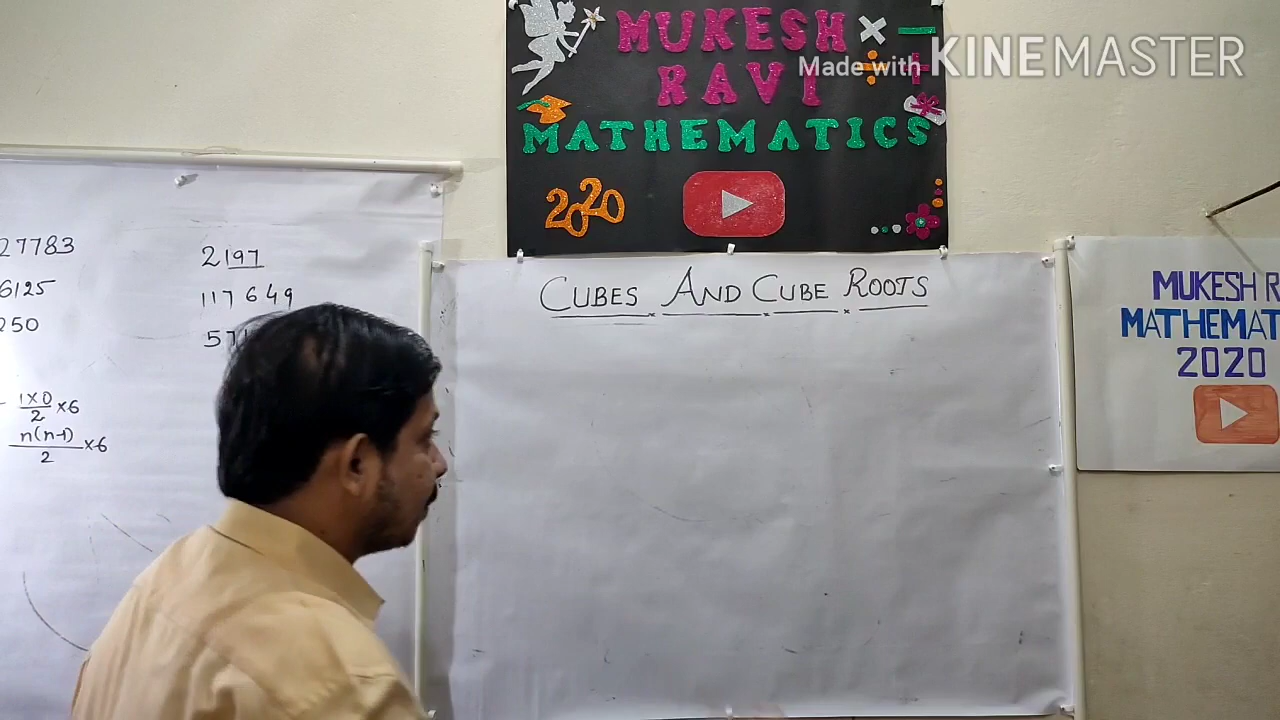 MUKESH × −
RAVI ÷ +
MATHEMATICS
2020
Made with KINEMASTER
27783
6125
250
- 1×0/2 ×6
n(n-1)/2 ×6
2197
117649
CUBES AND CUBE ROOTS
MUKESH R
MATHEMAT
2020